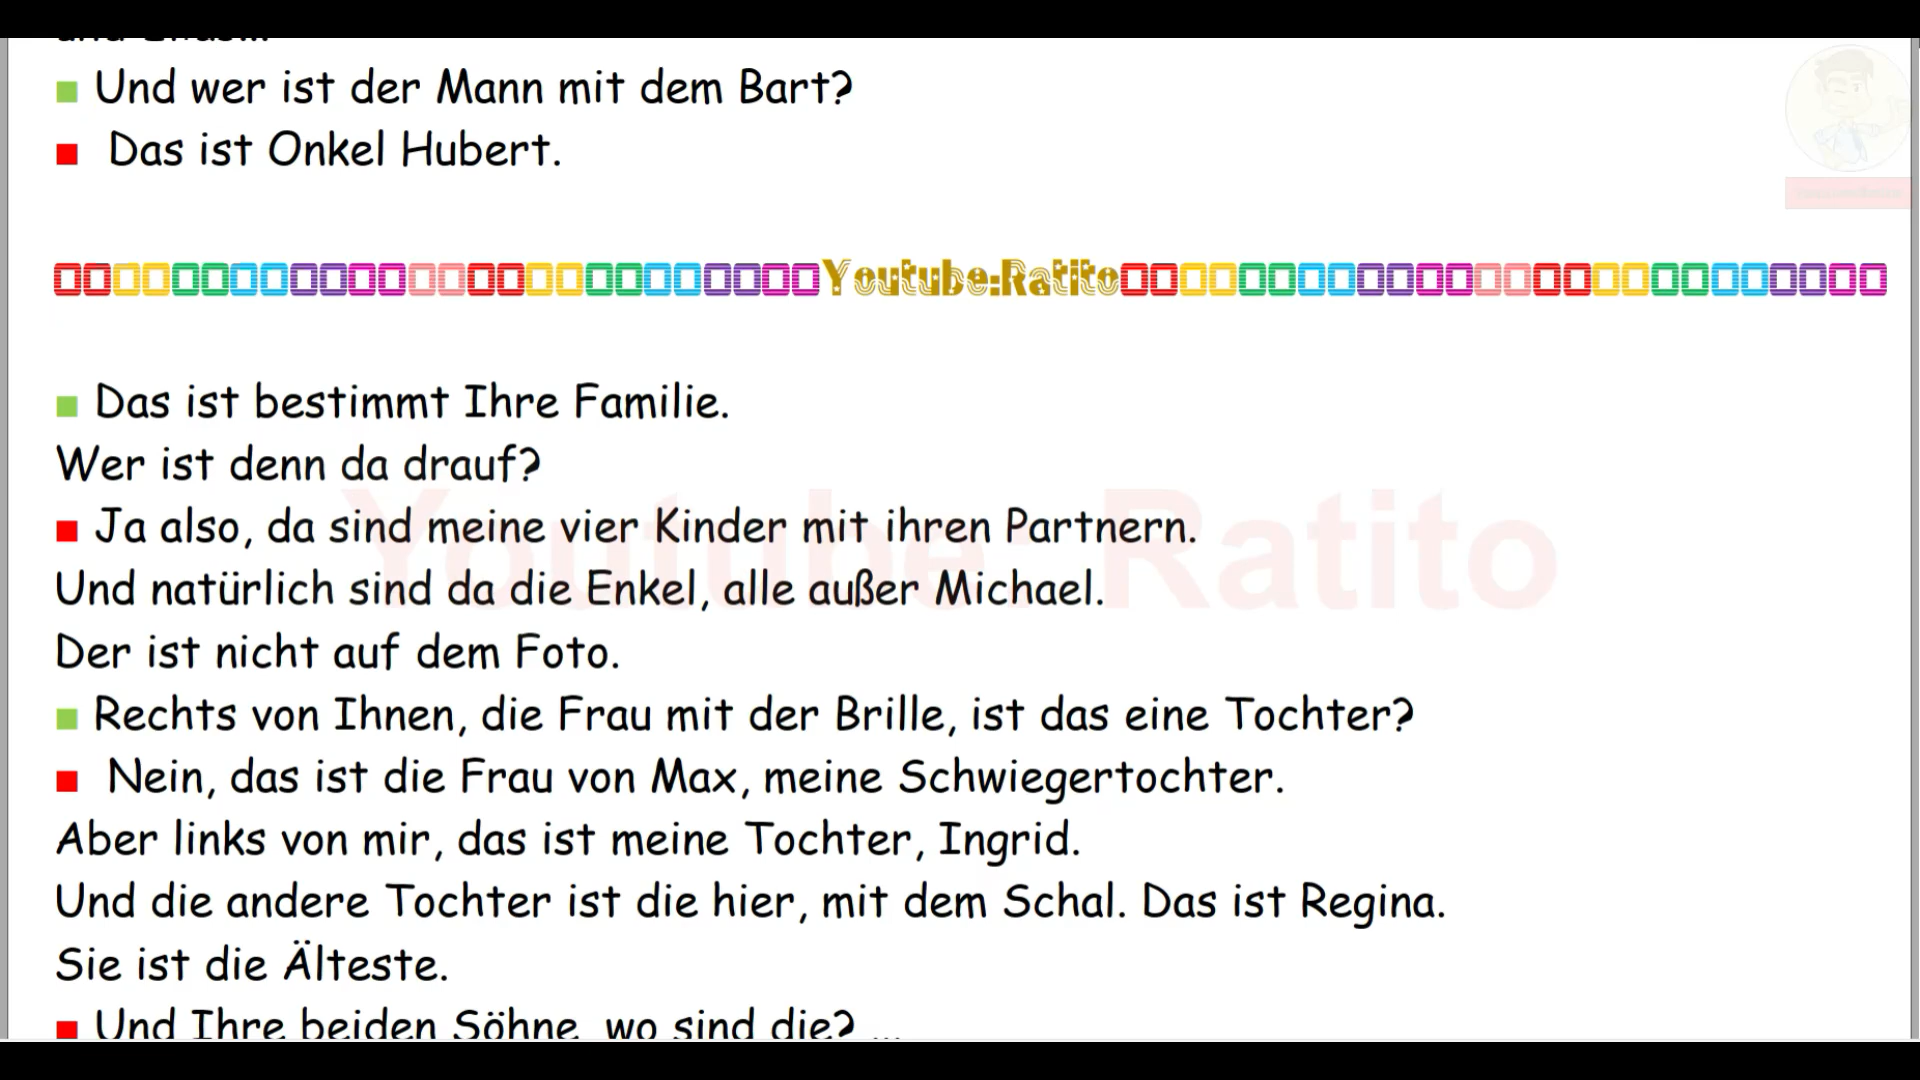 Und wer ist der Mann mit dem Bart?
Das ist Onkel Hubert.
Youtube:Ratito
Das ist bestimmt Ihre Familie.
Wer ist denn da drauf?
Ja also, da sind meine vier Kinder mit ihren Partnern.
Youtube: Ratito
Und natürlich sind da die Enkel, alle außer Michael.
Der ist nicht auf dem Foto.
Rechts von Ihnen, die Frau mit der Brille, ist das eine Tochter?
Nein, das ist die Frau von Max, meine Schwiegertochter.
Aber links von mir, das ist meine Tochter, Ingrid.
Und die andere Tochter ist die hier, mit dem Schal. Das ist Regina.
Sie ist die Älteste.
Und Ihre beiden Söhne, wo sind die? ...